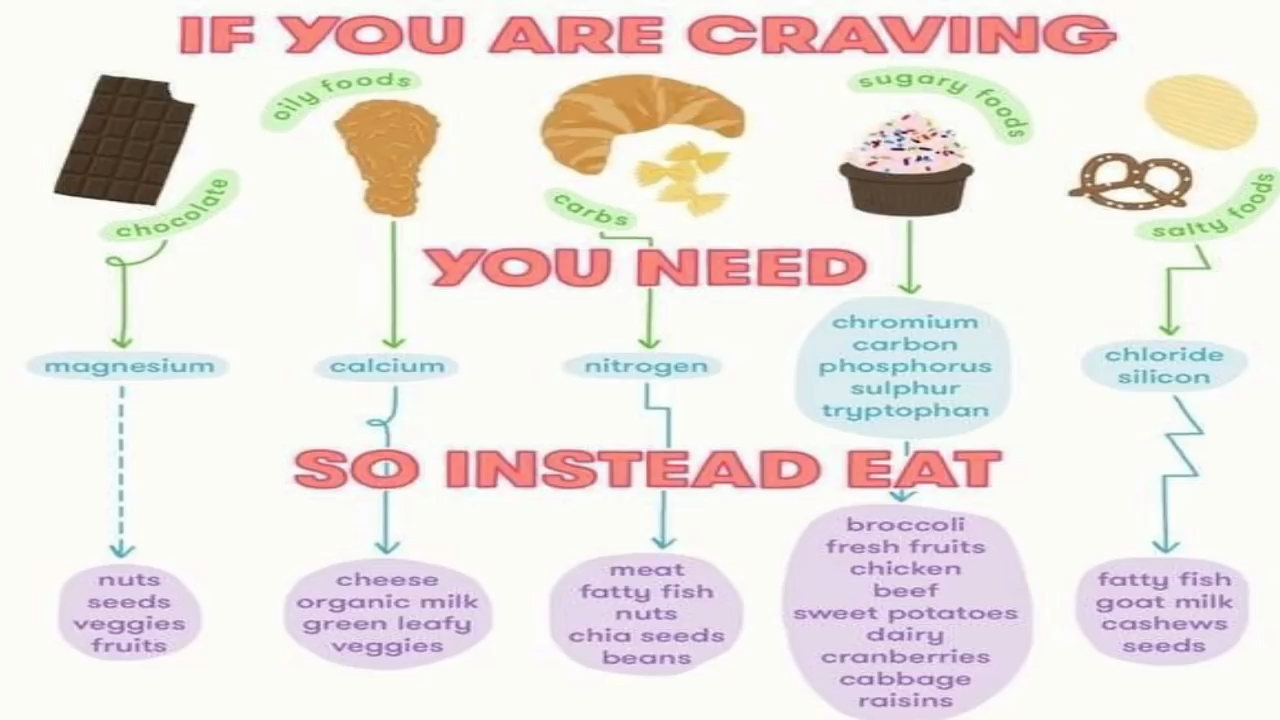 IF YOU ARE CRAVING
chocolate
oily foods
carbs
sugary foods
salty foods
YOU NEED
magnesium
calcium
nitrogen
chromium
carbon
phosphorus
sulphur
tryptophan
chloride
silicon
SO INSTEAD EAT
nuts
seeds
veggies
fruits
cheese
organic milk
green leafy
veggies
meat
fatty fish
nuts
chia seeds
beans
broccoli
fresh fruits
chicken
beef
sweet potatoes
dairy
cranberries
cabbage
raisins
fatty fish
goat milk
cashews
seeds